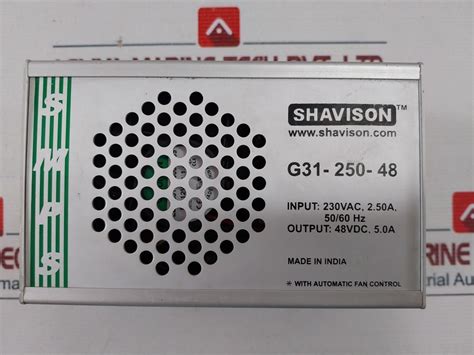 SMPS
SHAVISON™
www.shavison.com
G31- 250- 48
INPUT: 230VAC, 2.50A,
50/60 Hz
OUTPUT: 48VDC, 5.0A
MADE IN INDIA
* WITH AUTOMATIC FAN CONTROL